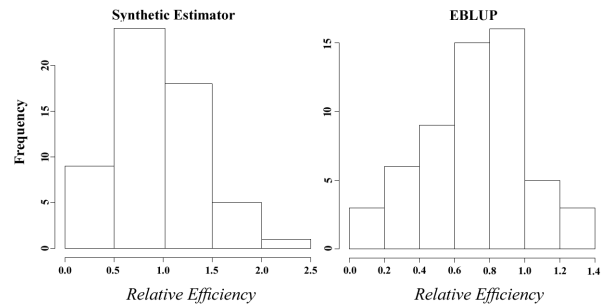 Synthetic Estimator
Frequency
0
5
10
15
20
0.0 0.5 1.0 1.5 2.0 2.5
Relative Efficiency
EBLUP
0
5
10
15
0.0 0.2 0.4 0.6 0.8 1.0 1.2 1.4
Relative Efficiency